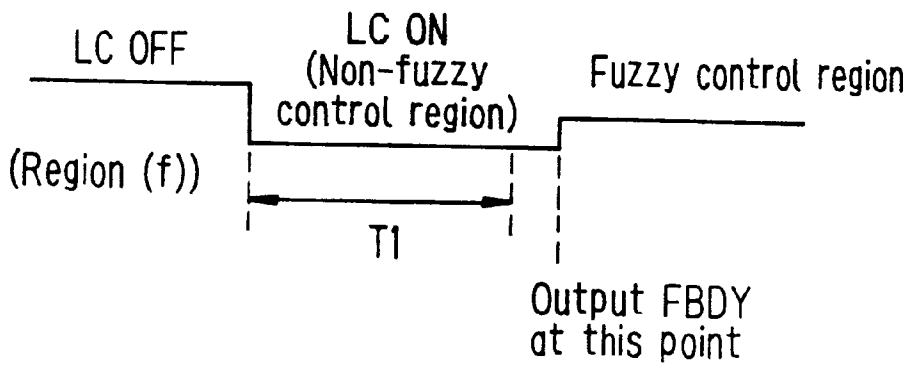 LC OFF
LC ON
(Non-fuzzy
control region)
Fuzzy control region
(Region (f))
T1
Output FBDY
at this point